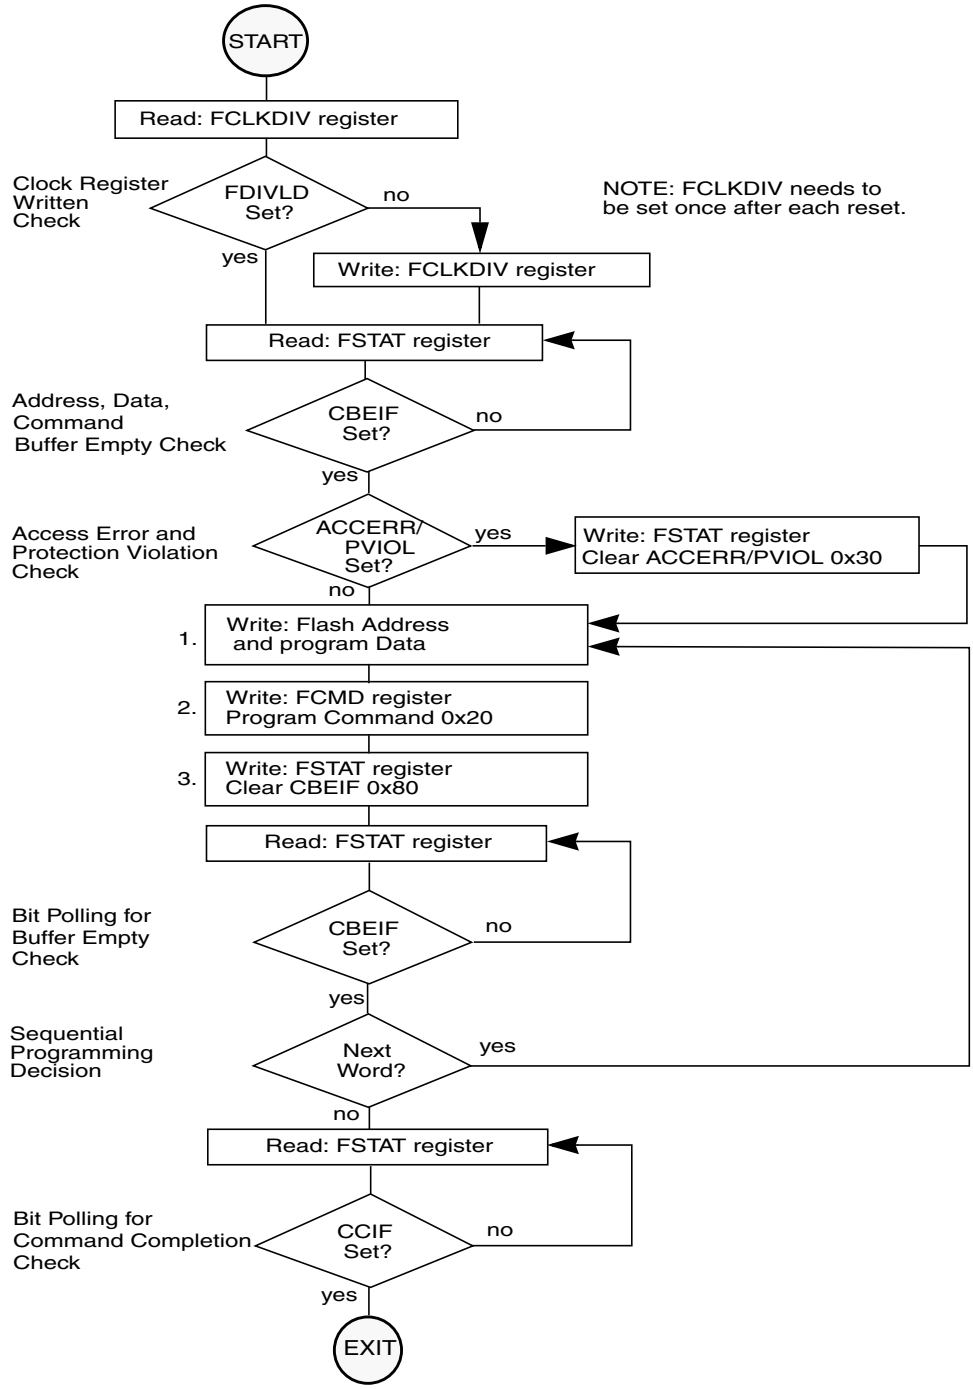 START
Read: FCLKDIV register
Clock Register
Written
Check
FDIVLD
Set?
no
yes
NOTE: FCLKDIV needs to
be set once after each reset.
Write: FCLKDIV register
Read: FSTAT register
Address, Data,
Command
Buffer Empty Check
CBEIF
Set?
no
yes
Access Error and
Protection Violation
Check
ACCERR/
PVIOL
Set?
yes
no
Write: FSTAT register
Clear ACCERR/PVIOL 0x30
1.
Write: Flash Address
and program Data
2.
Write: FCMD register
Program Command 0x20
3.
Write: FSTAT register
Clear CBEIF 0x80
Read: FSTAT register
Bit Polling for
Buffer Empty
Check
CBEIF
Set?
no
yes
Sequential
Programming
Decision
Next
Word?
yes
no
Read: FSTAT register
Bit Polling for
Command Completion
Check
CCIF
Set?
no
yes
EXIT